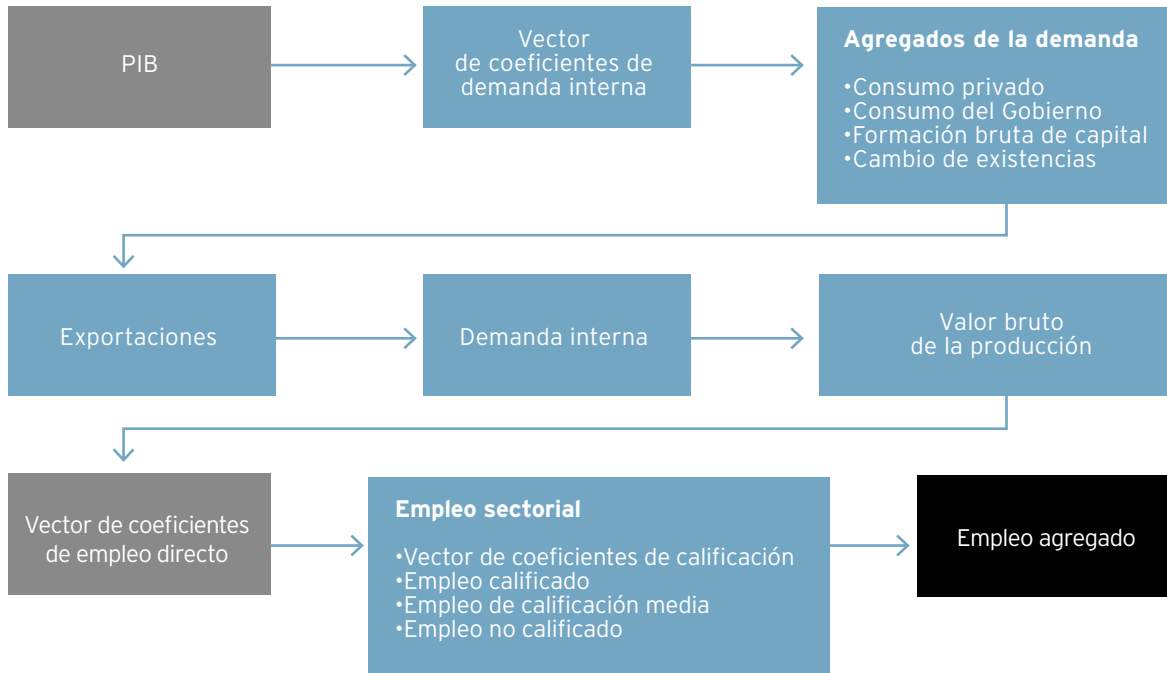 PIB
Vector
de coeficientes de
demanda interna
Agregados de la demanda
•Consumo privado
•Consumo del Gobierno
•Formación bruta de capital
•Cambio de existencias
Exportaciones
Demanda interna
Valor bruto
de la producción
Vector de coeficientes
de empleo directo
Empleo sectorial
•Vector de coeficientes de calificación
•Empleo calificado
•Empleo de calificación media
•Empleo no calificado
Empleo agregado